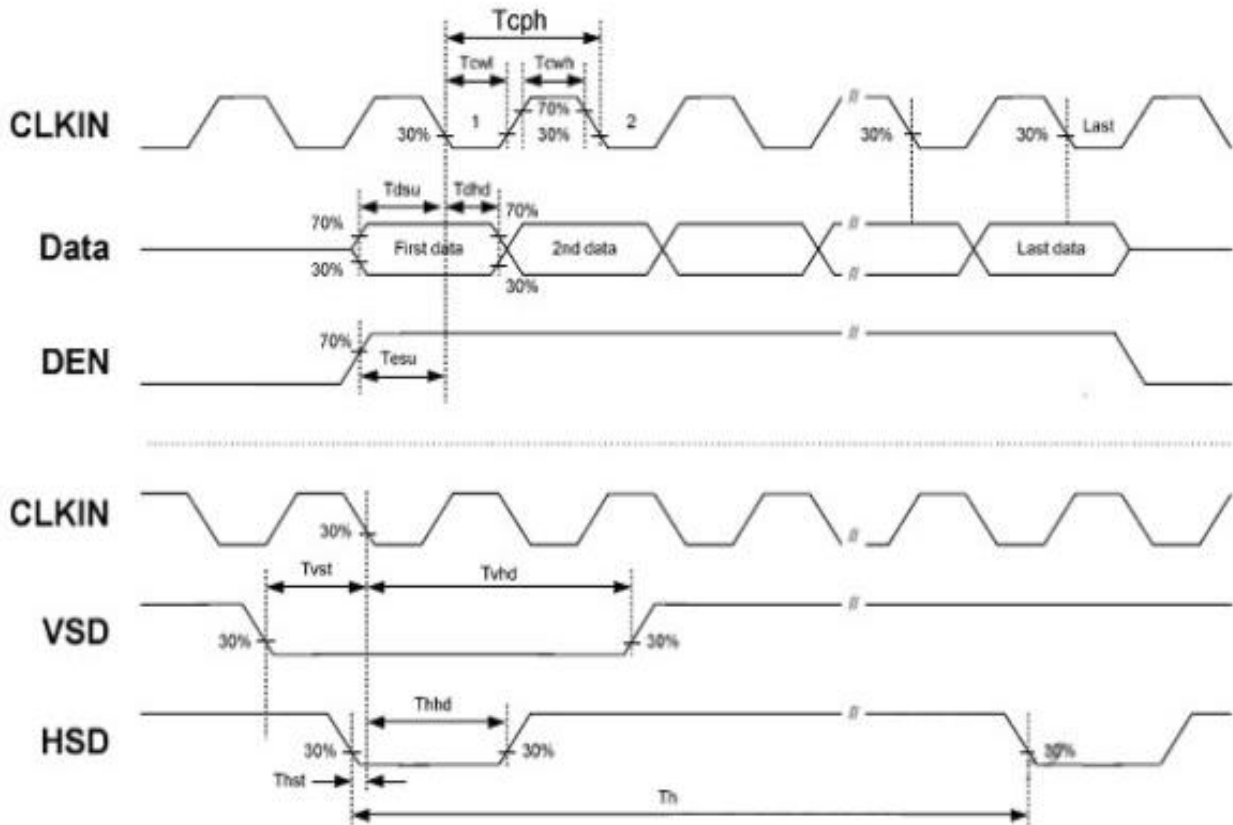 Tcph
Tcwl Tcwh
CLKIN 30% 1 70% 30% 2 30% 30% Last
Tdsu Tdhd
70% 70%
Data First data 2nd data Last data
30% 30%
70%
DEN Tesu
CLKIN 30%
Tvst Tvhd
VSD 30% 30%
Thhd
HSD 30% 30% 30%
Thst
Th